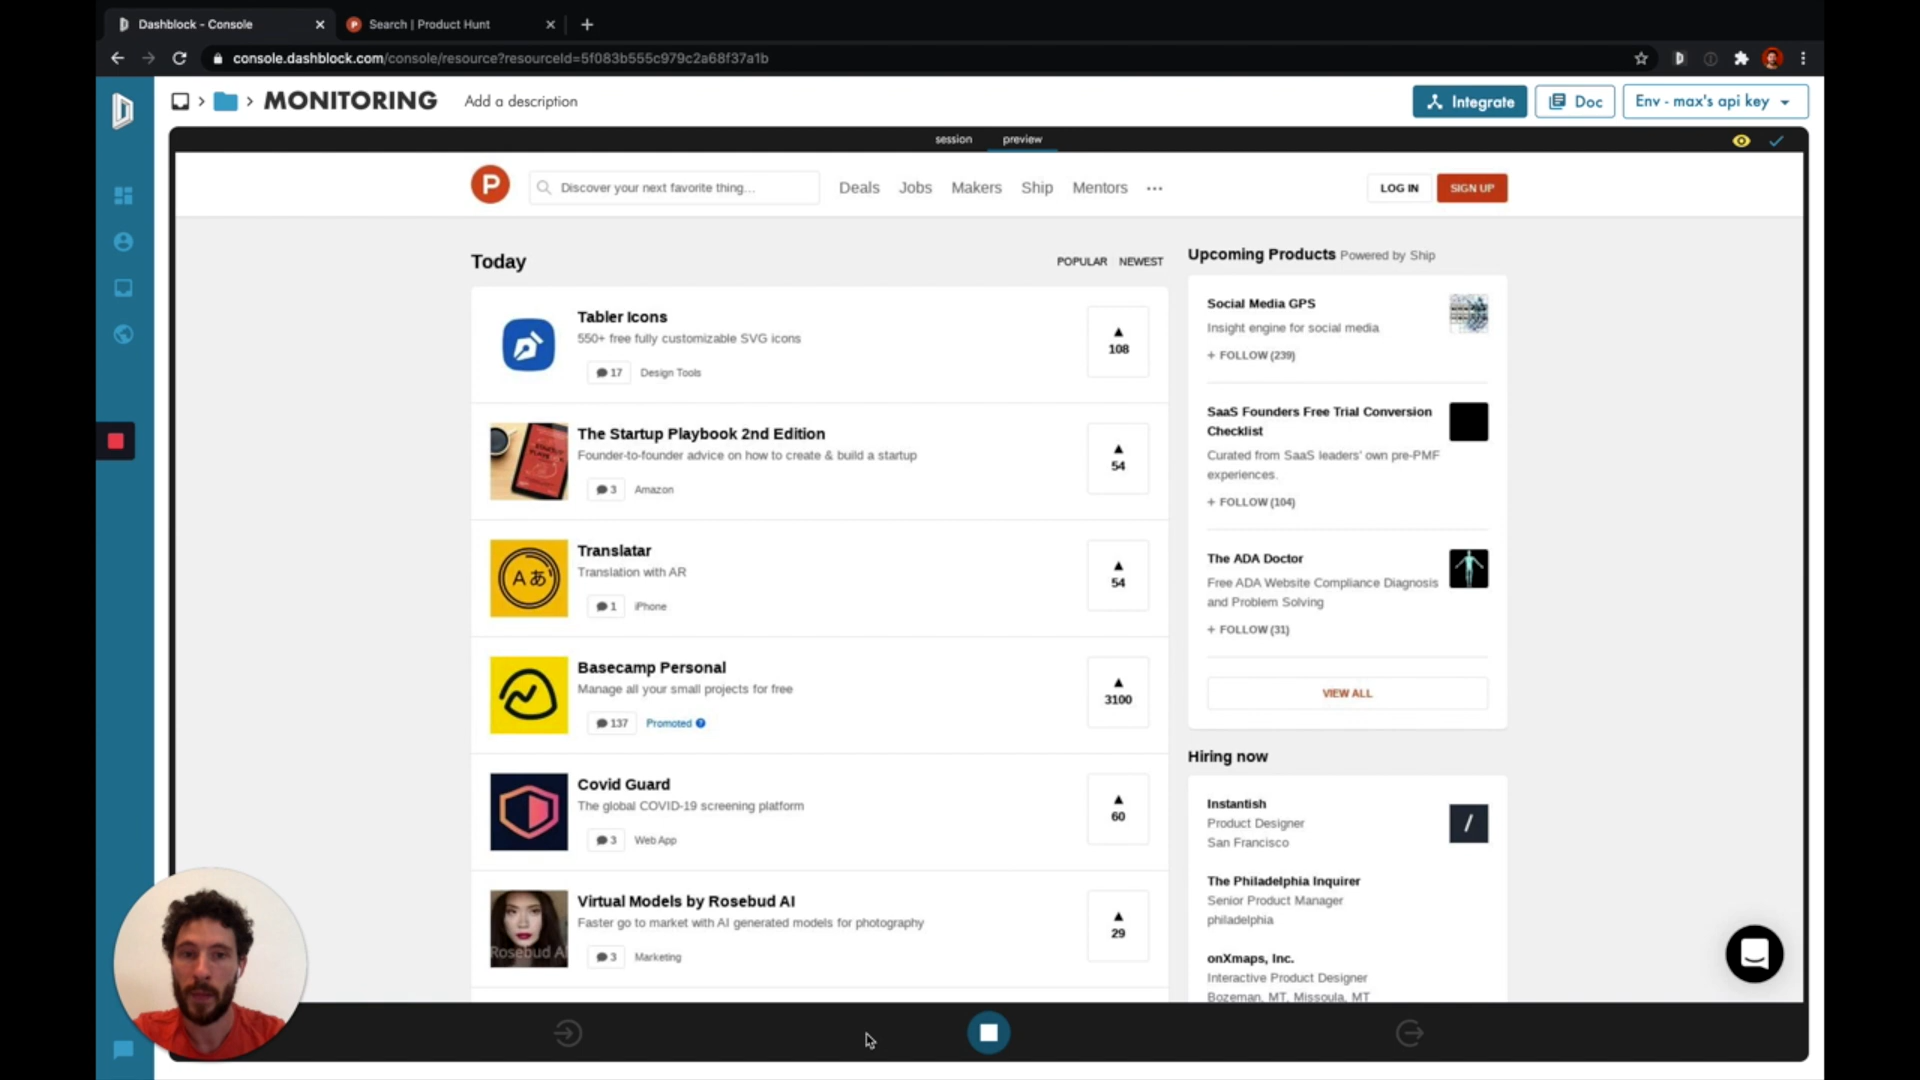 Dashblock - Console
Search | Product Hunt
console.dashblock.com/console/resource?resourceId=5f083b555c979c2a68f37a1b
MONITORING
Add a description
Integrate
Doc
Env - max's api key
session
preview
P
Discover your next favorite thing...
Deals
Jobs
Makers
Ship
Mentors
LOG IN
SIGN UP
Today
POPULAR
NEWEST
Tabler Icons
550+ free fully customizable SVG icons
17
Design Tools
108
The Startup Playbook 2nd Edition
Founder-to-founder advice on how to create & build a startup
3
Amazon
54
Translatar
Translation with AR
1
iPhone
54
A あ
Basecamp Personal
Manage all your small projects for free
137
Promoted
3100
Covid Guard
The global COVID-19 screening platform
3
Web App
60
Virtual Models by Rosebud AI
Faster go to market with AI generated models for photography
3
Marketing
29
Rosebud AI
Upcoming Products Powered by Ship
Social Media GPS
Insight engine for social media
+ FOLLOW (239)
SaaS Founders Free Trial Conversion
Checklist
Curated from SaaS leaders' own pre-PMF
experiences.
+ FOLLOW (104)
The ADA Doctor
Free ADA Website Compliance Diagnosis
and Problem Solving
+ FOLLOW (31)
VIEW ALL
Hiring now
Instantish
Product Designer
San Francisco
The Philadelphia Inquirer
Senior Product Manager
philadelphia
onXmaps, Inc.
Interactive Product Designer
Bozeman, MT, Missoula, MT